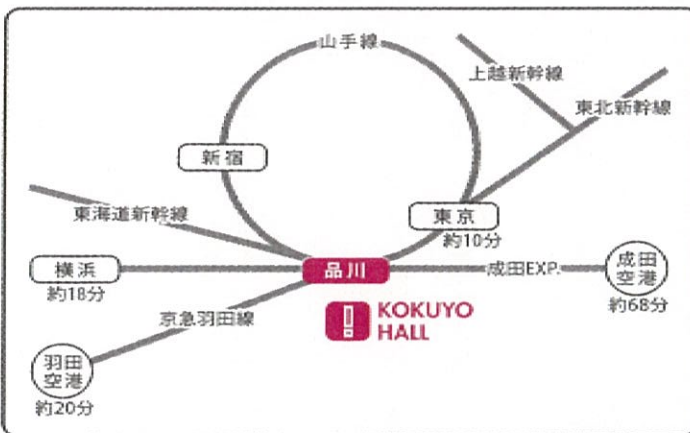 山手線
上越新幹線
東北新幹線
新宿
東海道新幹線
東京
約10分
横浜
約18分
品川
成田EXP.
成田
空港
約68分
京急羽田線
KOKUYO
HALL
羽田
空港
約20分